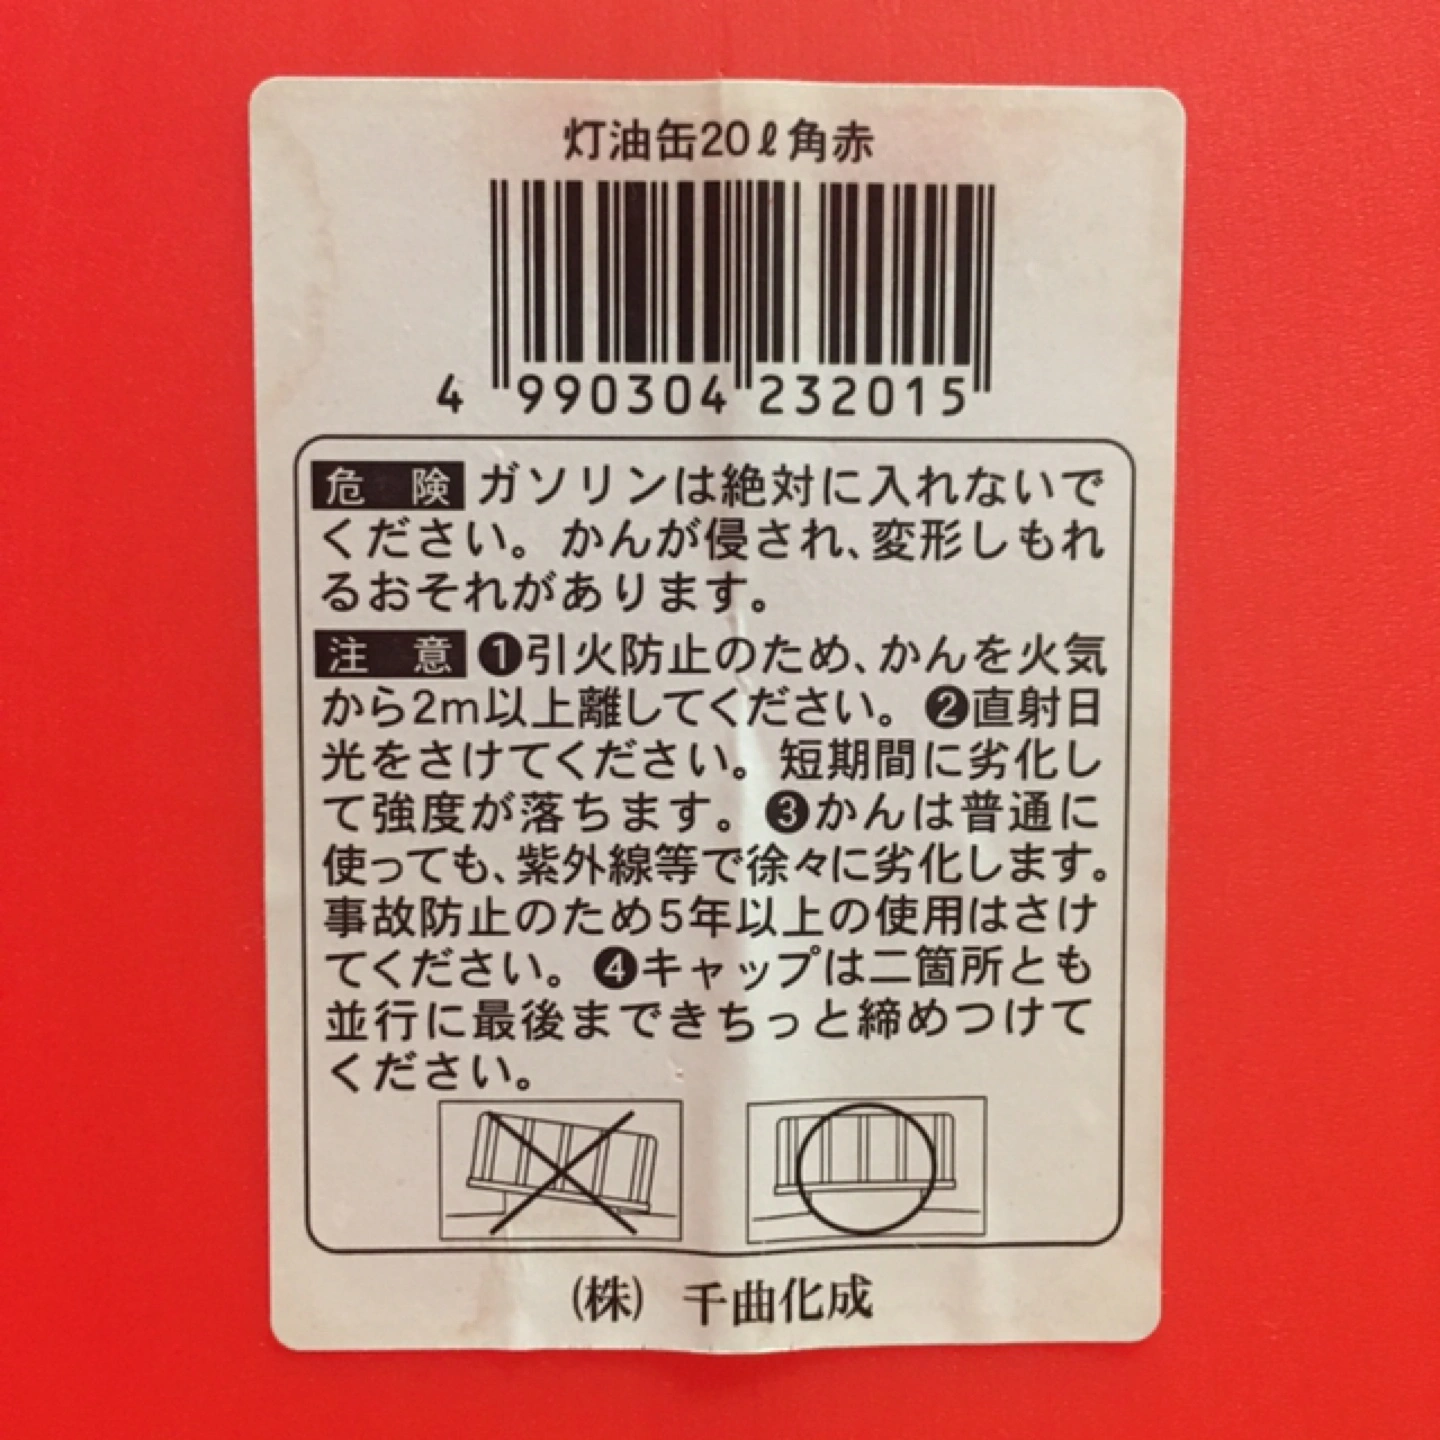 灯油缶20ℓ角赤
4 990304 232015
危 険 ガソリンは絶対に入れないで
ください。かんが侵され、変形しもれ
るおそれがあります。
注 意 ❶引火防止のため、かんを火気
から2m以上離してください。❷直射日
光をさけてください。短期間に劣化し
て強度が落ちます。❸かんは普通に
使っても、紫外線等で徐々に劣化します。
事故防止のため5年以上の使用はさけ
てください。❹キャップは二箇所とも
並行に最後まできちっと締めつけて
ください。
(株) 千曲化成